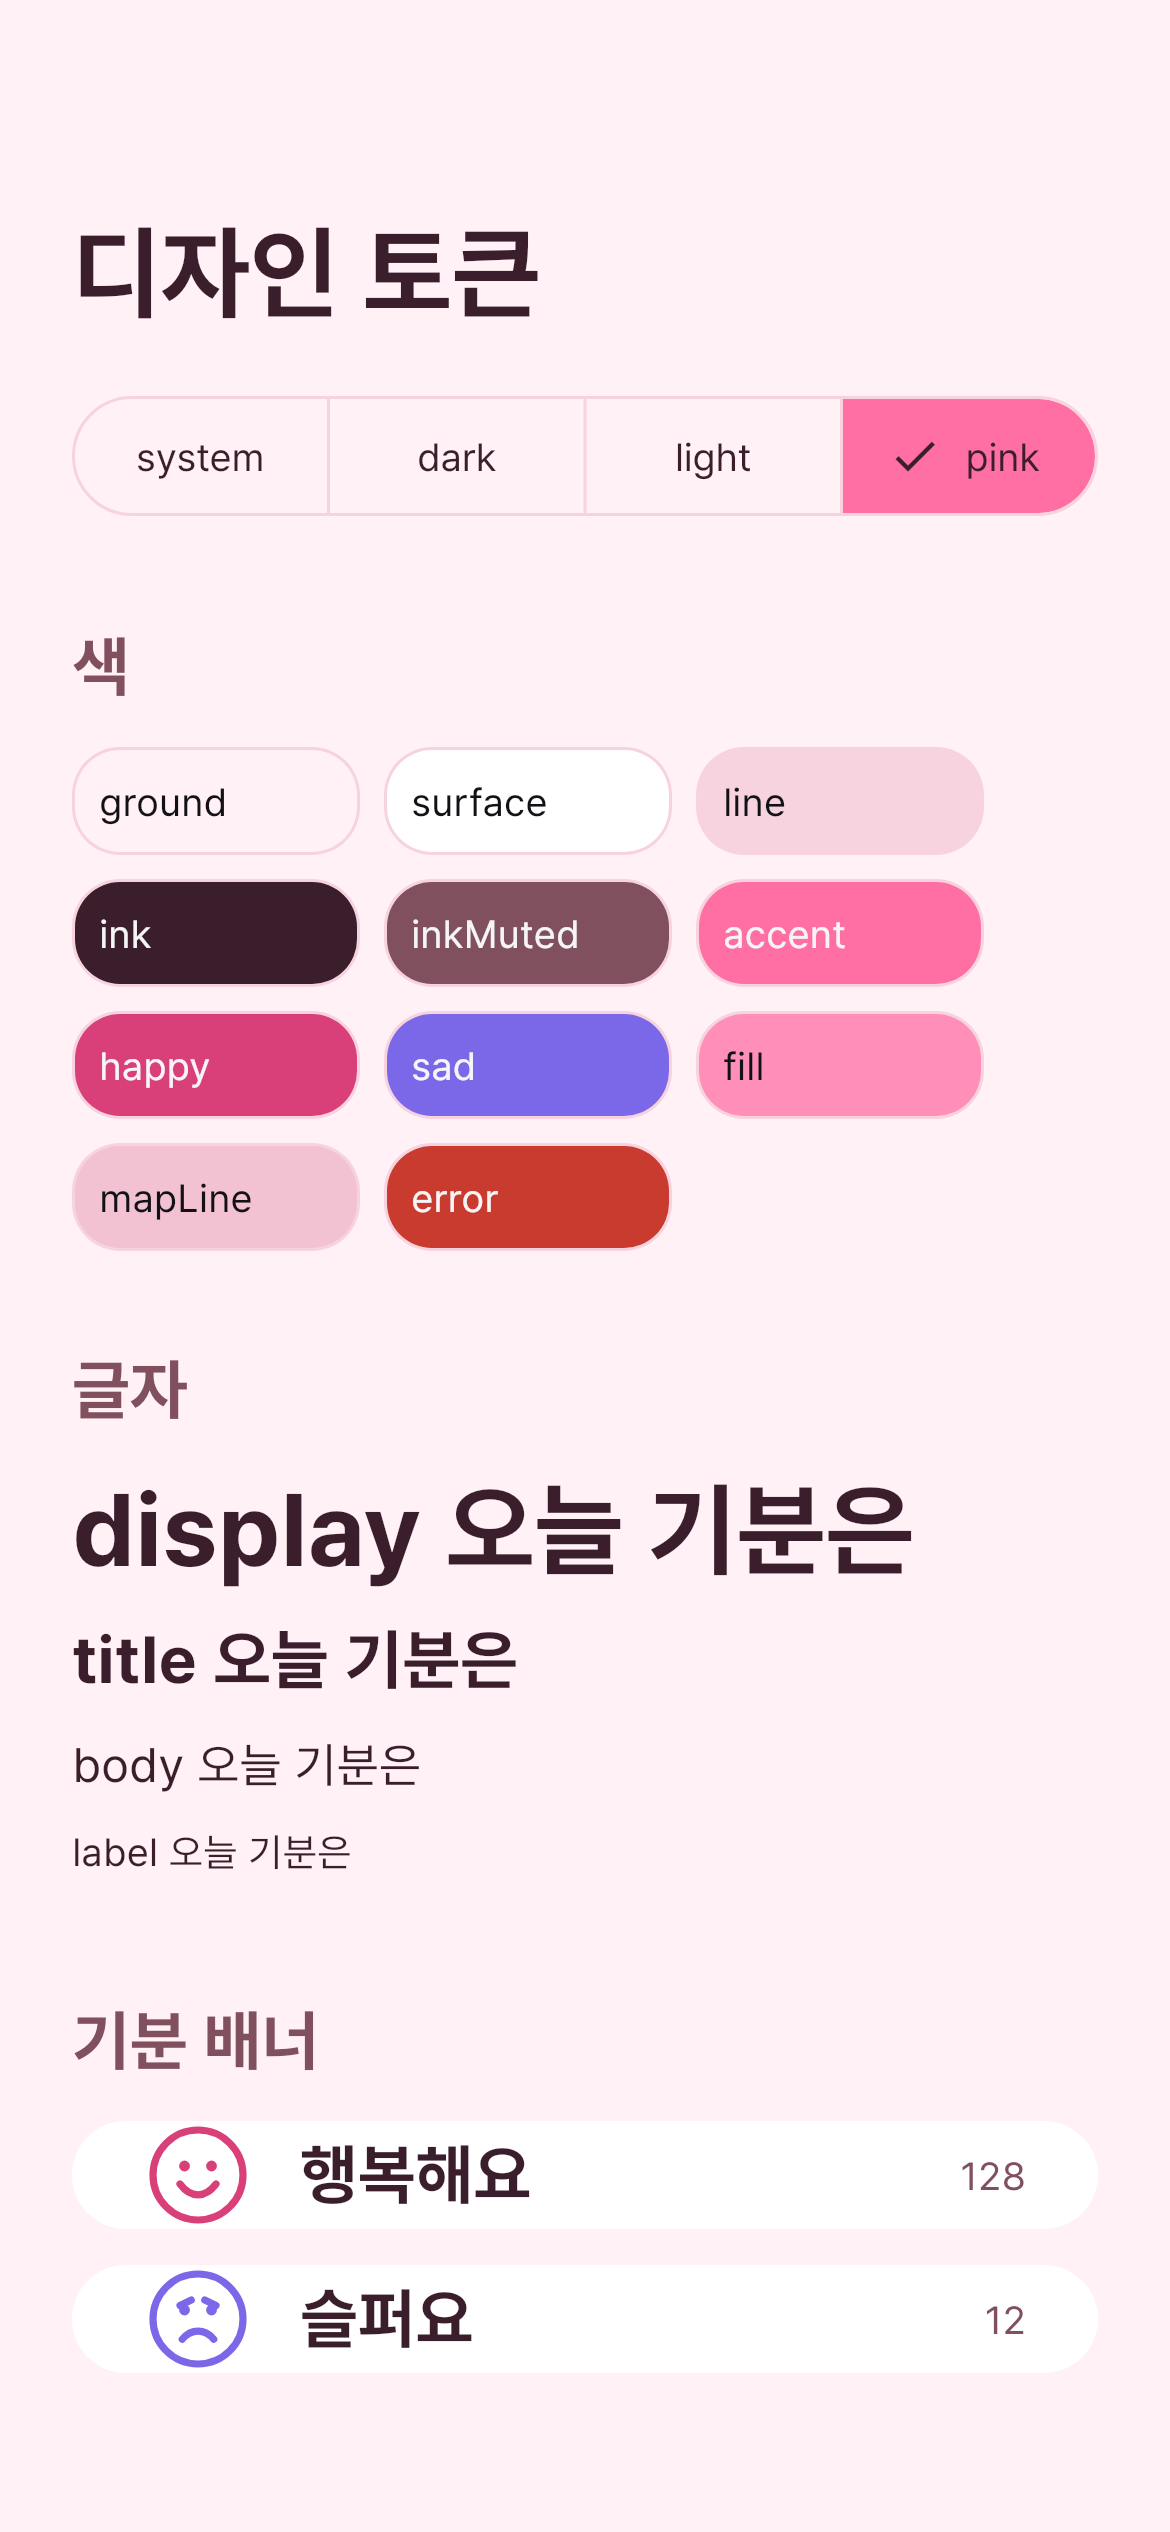 디자인 토큰
system dark light pink
색
ground surface line
ink inkMuted accent
happy sad fill
mapLine error
글자
display 오늘 기분은
title 오늘 기분은
body 오늘 기분은
label 오늘 기분은
기분 배너
행복해요 128
슬퍼요 12